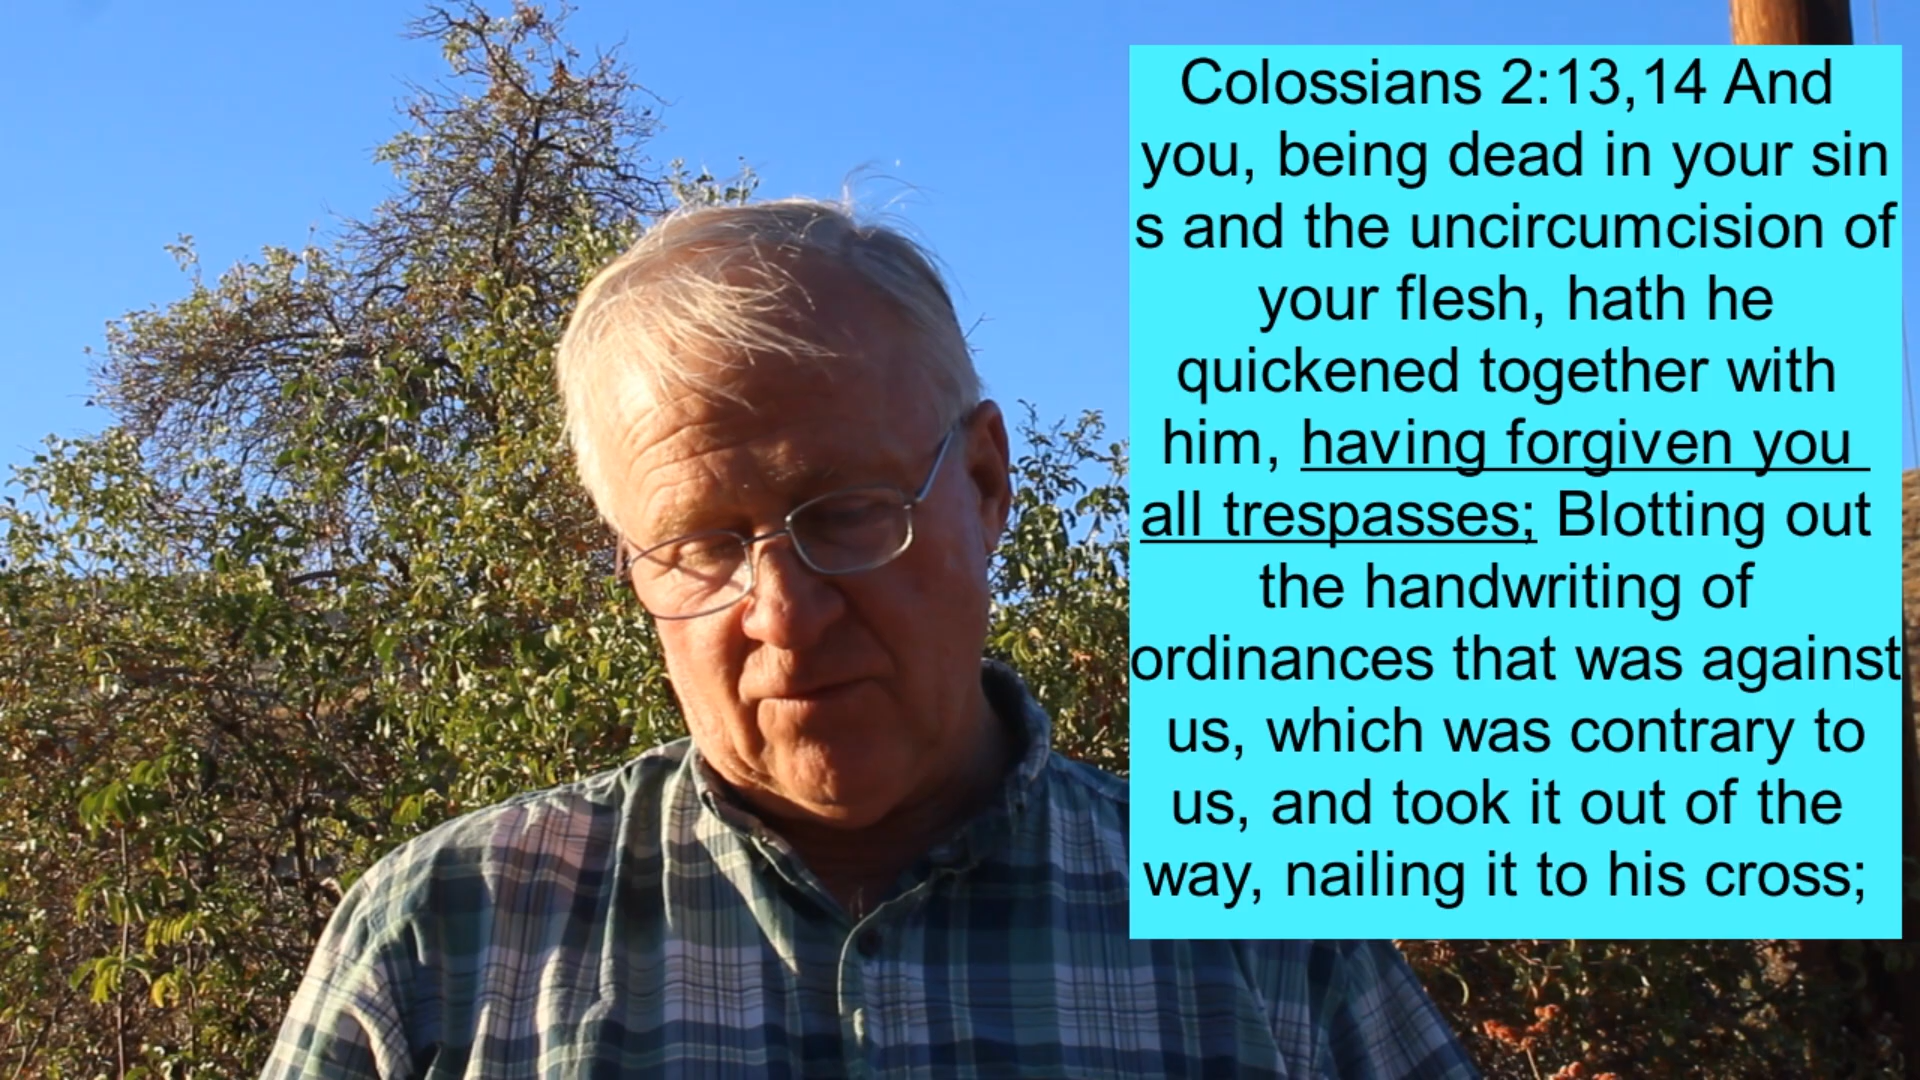 Colossians 2:13,14 And
you, being dead in your sin
s and the uncircumcision of
your flesh, hath he
quickened together with
him, having forgiven you
all trespasses; Blotting out
the handwriting of
ordinances that was against
us, which was contrary to
us, and took it out of the
way, nailing it to his cross;